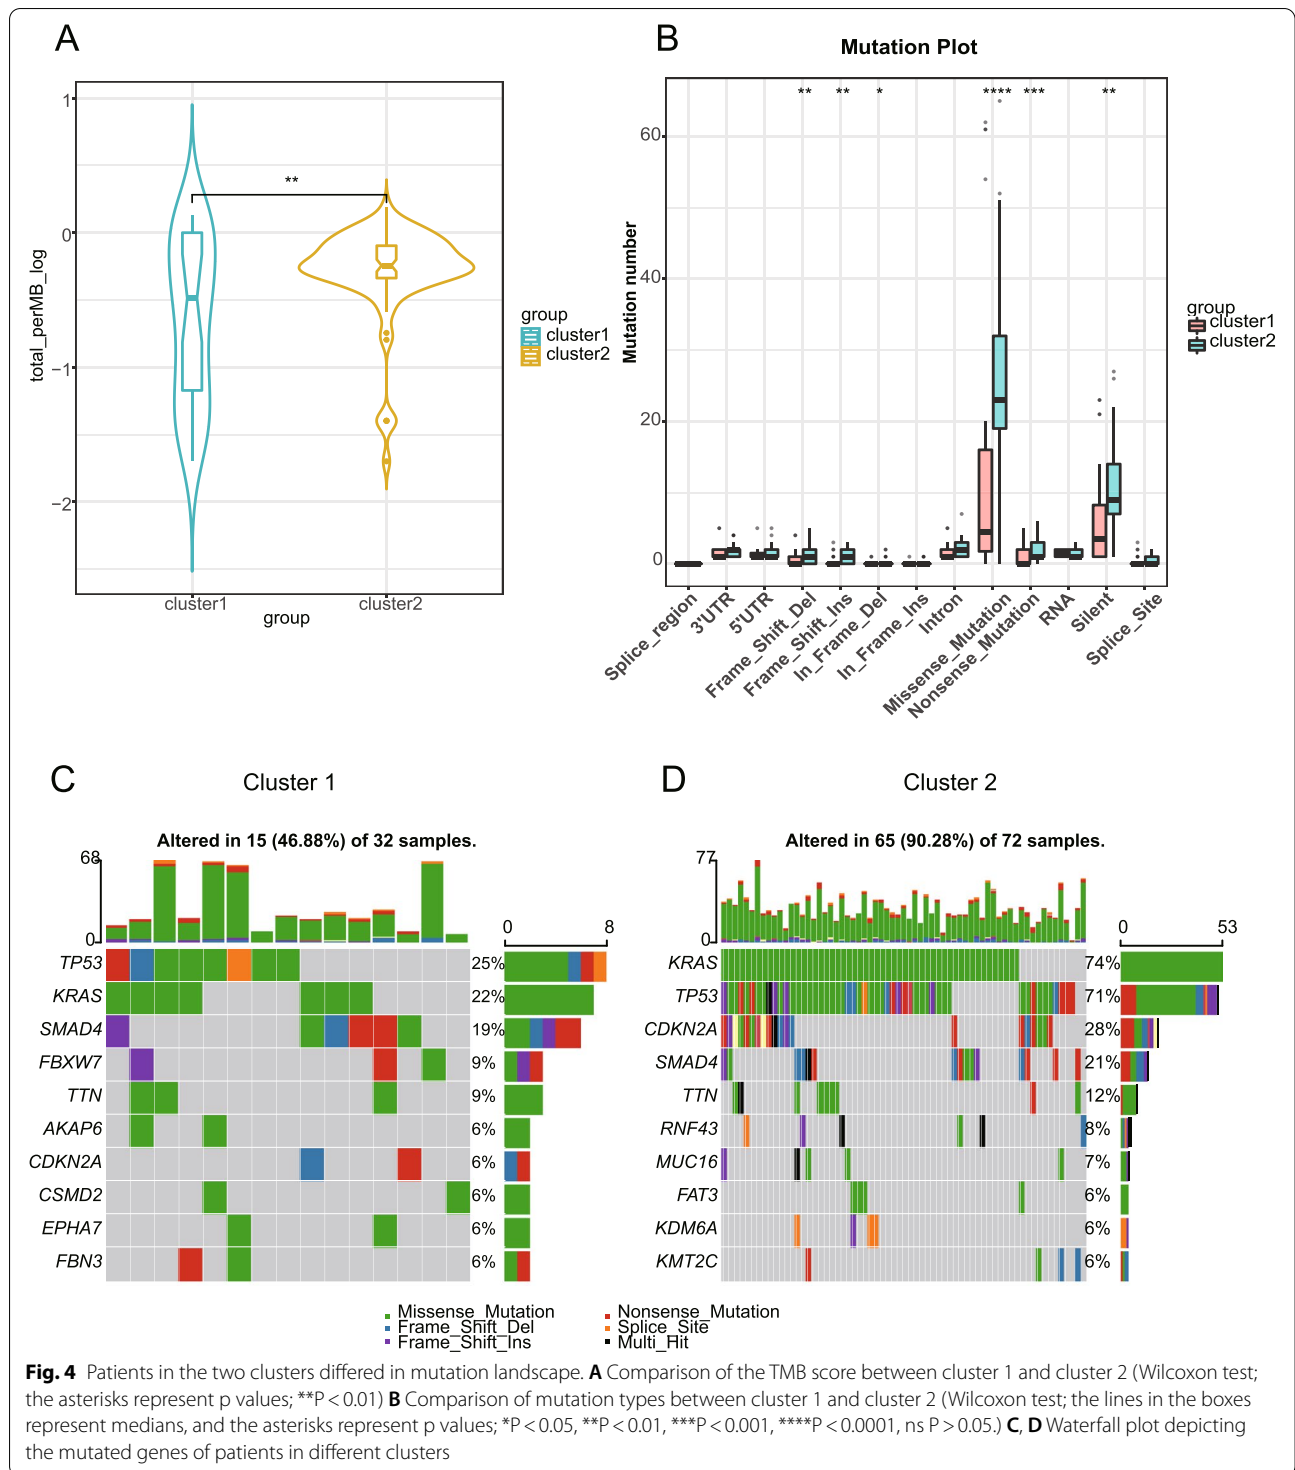 A
1
0
−1
−2
total_perMB_log
**
cluster1
cluster2
group
group
cluster1
cluster2
B
Mutation Plot
60
40
20
0
Mutation number
**
**
*
****
***
**
Splice_region
3'UTR
5'UTR
Frame_Shift_Del
Frame_Shift_Ins
In_Frame_Del
In_Frame_Ins
Intron
Missense_Mutation
Nonsense_Mutation
RNA
Silent
Splice_Site
group
cluster1
cluster2
C
Cluster 1
Altered in 15 (46.88%) of 32 samples.
68
0
0 8
TP53 25%
KRAS 22%
SMAD4 19%
FBXW7 9%
TTN 9%
AKAP6 6%
CDKN2A 6%
CSMD2 6%
EPHA7 6%
FBN3 6%
D
Cluster 2
Altered in 65 (90.28%) of 72 samples.
77
0
0 53
KRAS 74%
TP53 71%
CDKN2A 28%
SMAD4 21%
TTN 12%
RNF43 8%
MUC16 7%
FAT3 6%
KDM6A 6%
KMT2C 6%
Missense_Mutation
Frame_Shift_Del
Frame_Shift_Ins
Nonsense_Mutation
Splice_Site
Multi_Hit
Fig. 4 Patients in the two clusters differed in mutation landscape. A Comparison of the TMB score between cluster 1 and cluster 2 (Wilcoxon test;
the asterisks represent p values; **P < 0.01) B Comparison of mutation types between cluster 1 and cluster 2 (Wilcoxon test; the lines in the boxes
represent medians, and the asterisks represent p values; *P < 0.05, **P < 0.01, ***P < 0.001, ****P < 0.0001, ns P > 0.05.) C, D Waterfall plot depicting
the mutated genes of patients in different clusters